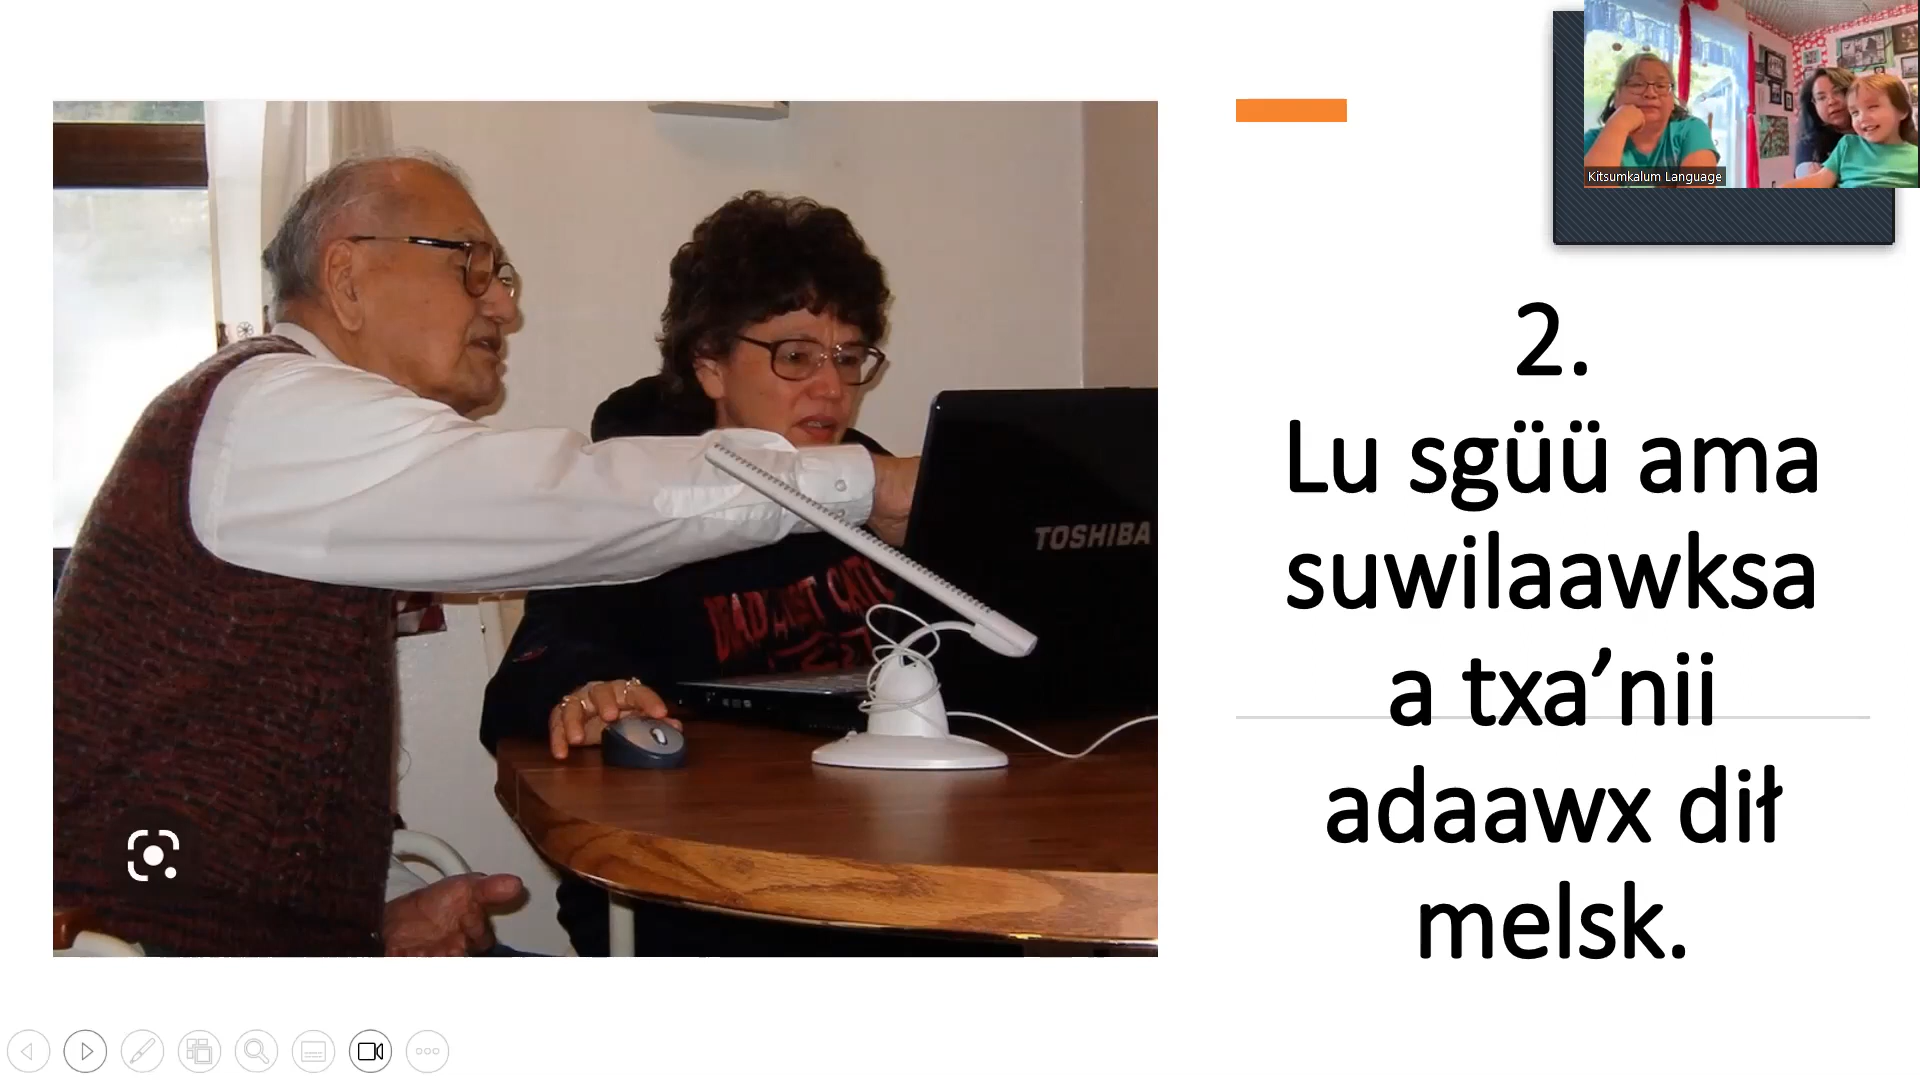 Kitsumkalum Language
2.
Lu sgüü ama
suwilaawksa
a txa’nii
adaawx dił
melsk.
TOSHIBA